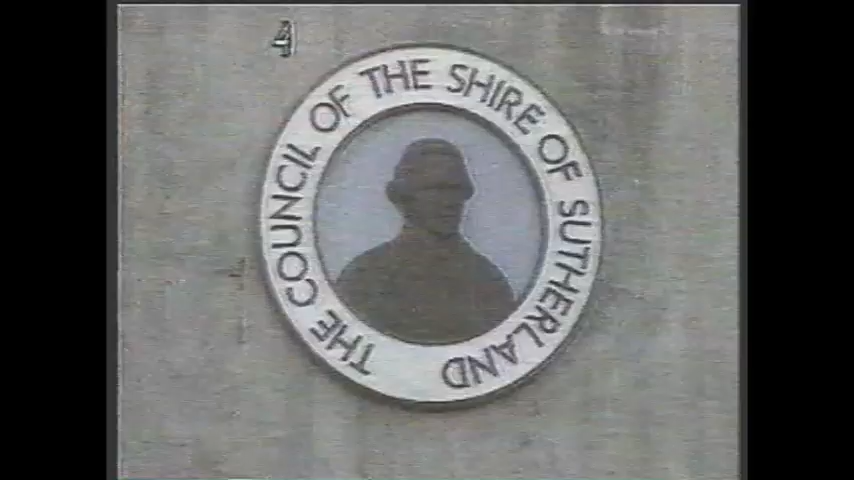 4
THE COUNCIL OF THE SHIRE OF SUTHERLAND